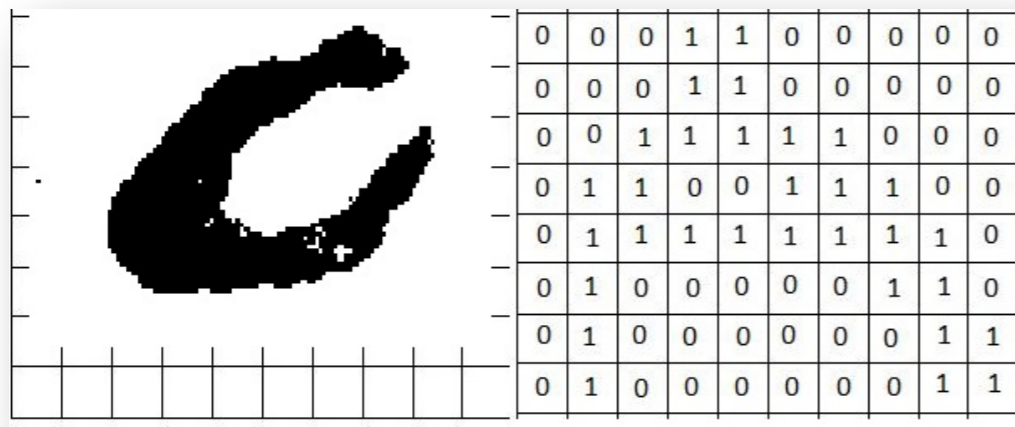 C
0 0 0 1 1 0 0 0 0 0
0 0 0 1 1 0 0 0 0 0
0 0 1 1 1 1 1 0 0 0
0 1 1 0 0 1 1 1 0 0
0 1 1 1 1 1 1 1 1 0
0 1 0 0 0 0 0 1 1 0
0 1 0 0 0 0 0 0 1 1
0 1 0 0 0 0 0 0 1 1